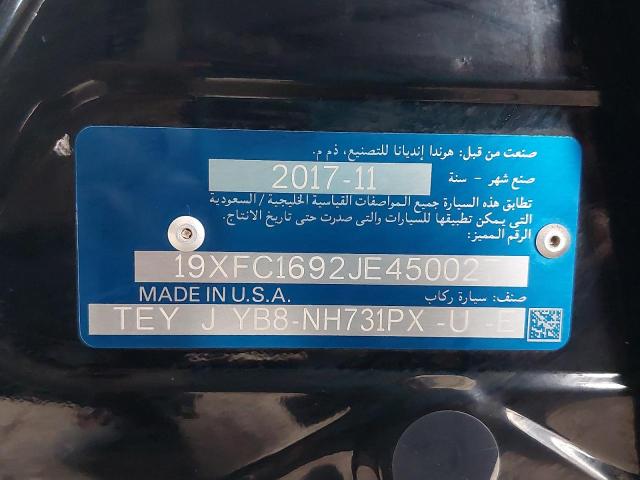 صنعت من قبل: هوندا إنديانا للتصنيع، ذ.م م.
صنع شهر - سنة 2017-11
تطابق هذه السيارة جميع المواصفات القياسية الخليجية / السعودية
التي يمكن تطبيقها للسيارات والتي صدرت حتى تاريخ الانتاج.
الرقم المميز:
19XFC1692JE45002
MADE IN U.S.A. صنف: سيارة ركاب
TEY J YB8-NH731PX -U -E